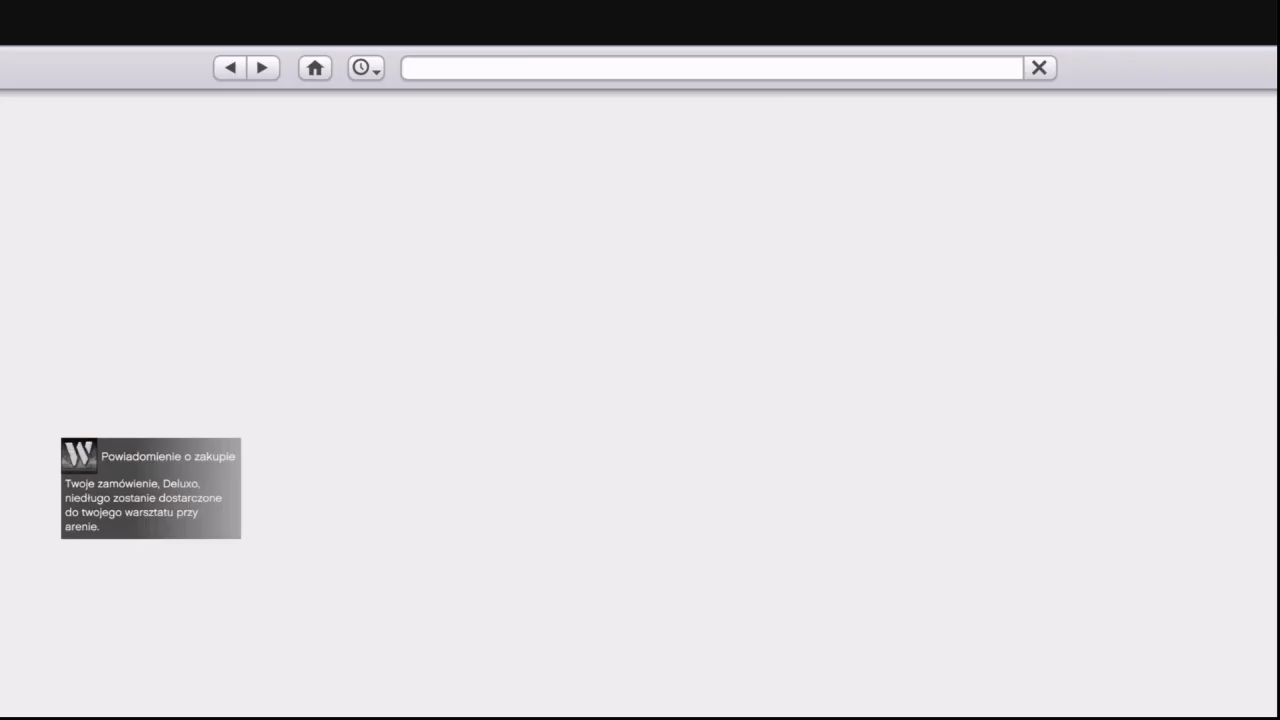 W Powiadomienie o zakupie
Twoje zamówienie, Deluxo,
niedługo zostanie dostarczone
do twojego warsztatu przy
arenie.